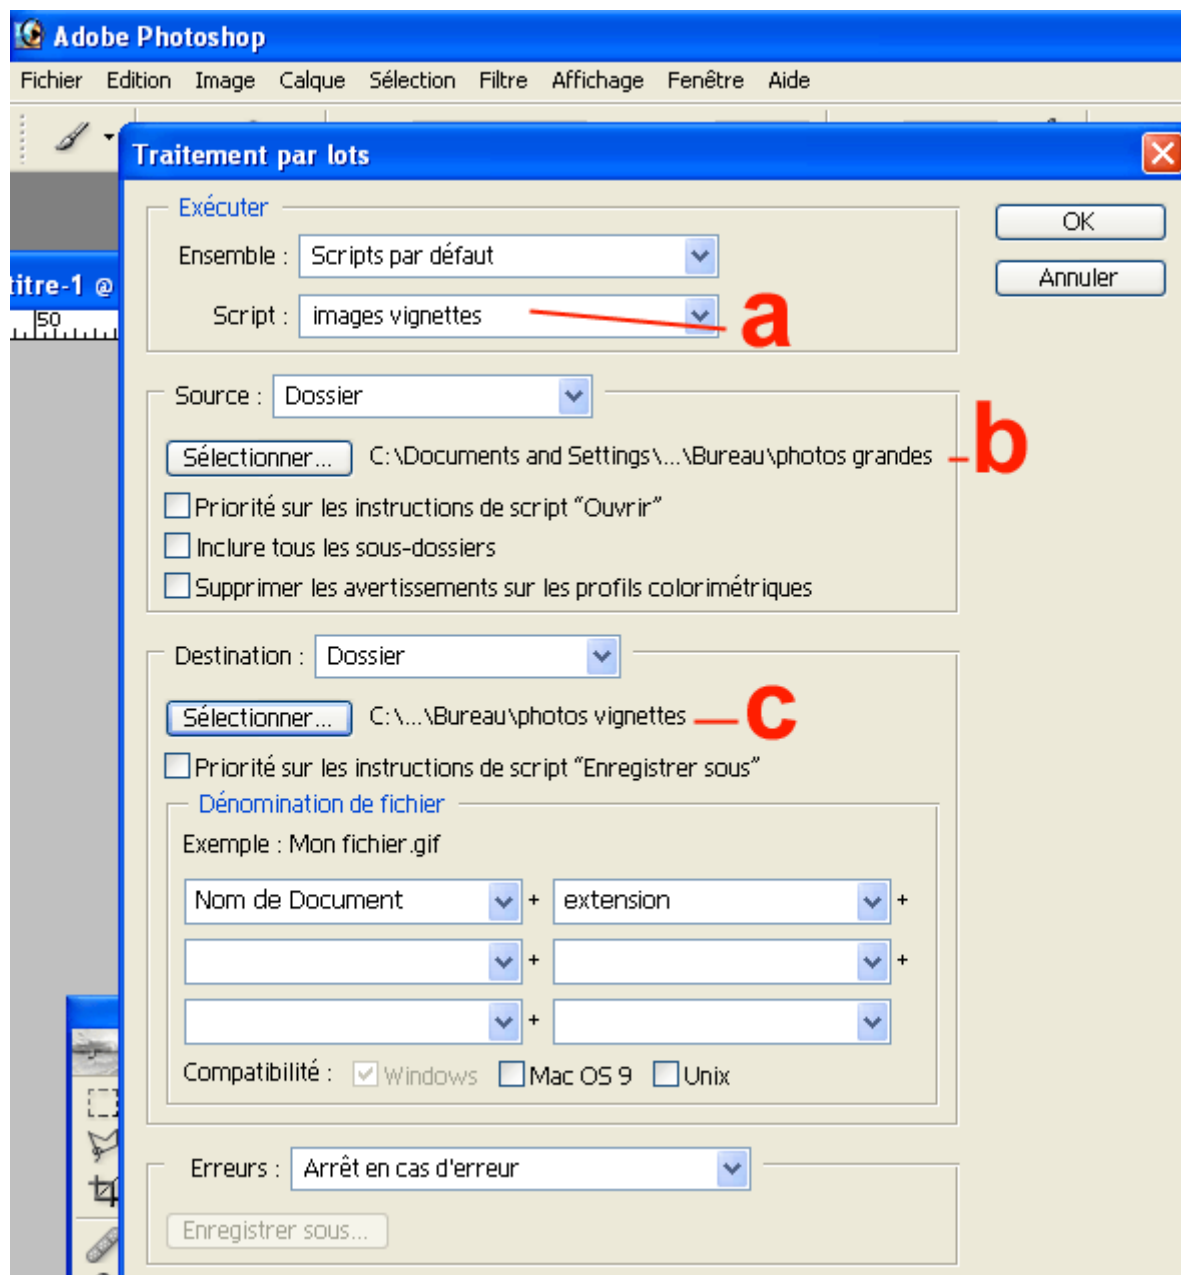 Adobe Photoshop
Fichier Edition Image Calque Sélection Filtre Affichage Fenêtre Aide
Traitement par lots
Exécuter
OK
Ensemble : Scripts par défaut
Annuler
titre-1 @
50
Script : images vignettes
a
Source : Dossier
Sélectionner... C:\Documents and Settings\...\Bureau\photos grandes
b
Priorité sur les instructions de script “Ouvrir”
Inclure tous les sous-dossiers
Supprimer les avertissements sur les profils colorimétriques
Destination : Dossier
Sélectionner... C:\...\Bureau\photos vignettes
c
Priorité sur les instructions de script “Enregistrer sous”
Dénomination de fichier
Exemple : Mon fichier.gif
Nom de Document + extension +
+ +
+
Compatibilité : Windows Mac OS 9 Unix
Erreurs : Arrêt en cas d'erreur
Enregistrer sous...